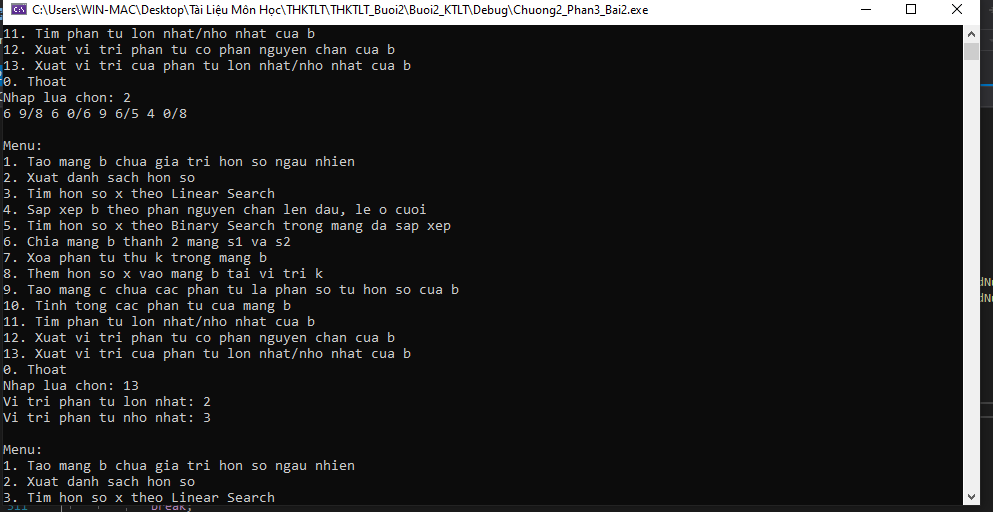 C:\Users\WIN-MAC\Desktop\Tài Liệu Môn Học\THKTLT\THKTLT_Buoi2\Buoi2_KTLT\Debug\Chuong2_Phan3_Bai2.exe
11. Tim phan tu lon nhat/nho nhat cua b
12. Xuat vi tri phan tu co phan nguyen chan cua b
13. Xuat vi tri cua phan tu lon nhat/nho nhat cua b
0. Thoat
Nhap lua chon: 2
6 9/8 6 0/6 9 6/5 4 0/8
Menu:
1. Tao mang b chua gia tri hon so ngau nhien
2. Xuat danh sach hon so
3. Tim hon so x theo Linear Search
4. Sap xep b theo phan nguyen chan len dau, le o cuoi
5. Tim hon so x theo Binary Search trong mang da sap xep
6. Chia mang b thanh 2 mang s1 va s2
7. Xoa phan tu thu k trong mang b
8. Them hon so x vao mang b tai vi tri k
9. Tao mang c chua cac phan tu la phan so tu hon so cua b
10. Tinh tong cac phan tu cua mang b
11. Tim phan tu lon nhat/nho nhat cua b
12. Xuat vi tri phan tu co phan nguyen chan cua b
13. Xuat vi tri cua phan tu lon nhat/nho nhat cua b
0. Thoat
Nhap lua chon: 13
Vi tri phan tu lon nhat: 2
Vi tri phan tu nho nhat: 3
Menu:
1. Tao mang b chua gia tri hon so ngau nhien
2. Xuat danh sach hon so
3. Tim hon so x theo Linear Search
break;